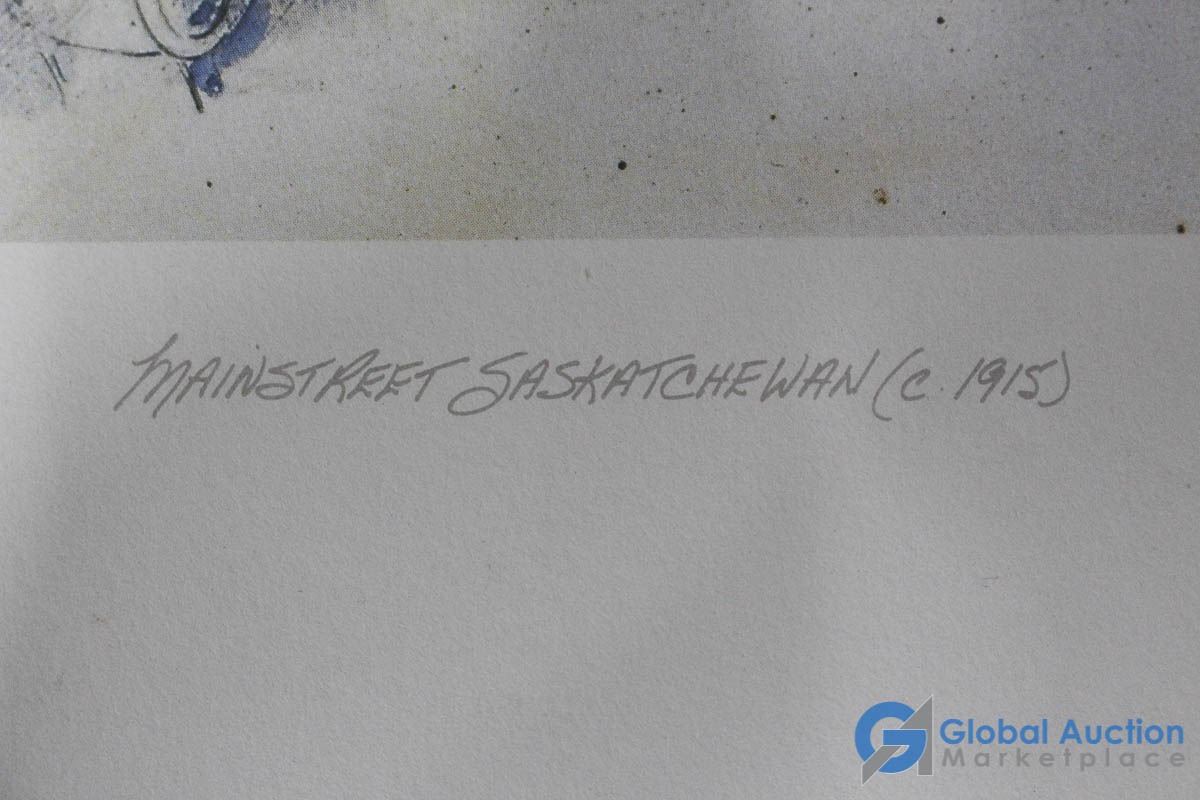 MAINSTREET SASKATCHEWAN (C. 1915)
Global Auction
Marketplace